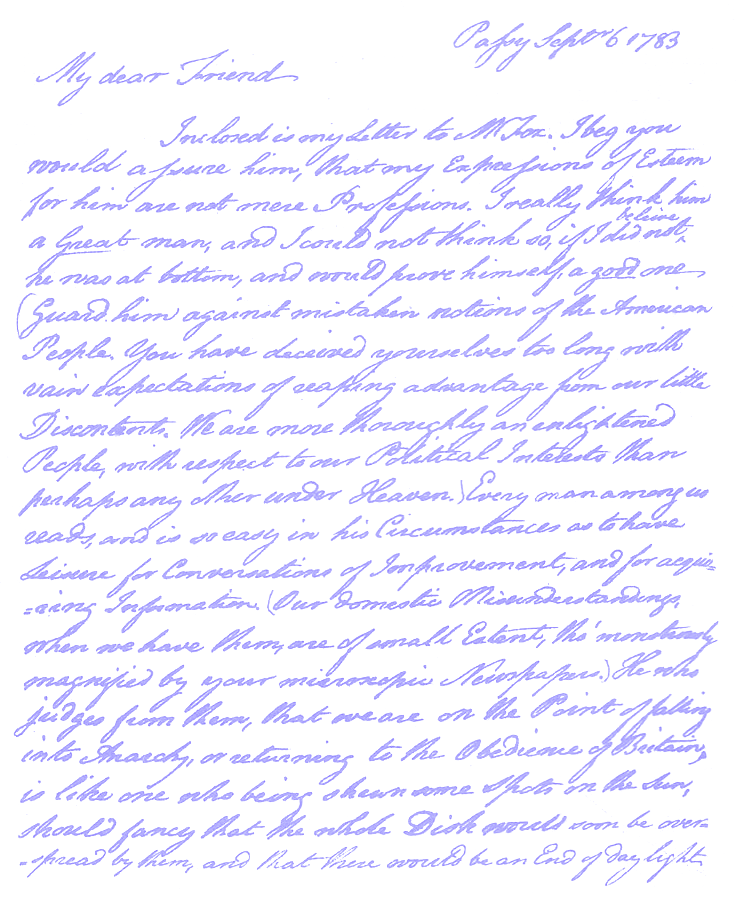 Passy Septr 6 1783
My dear Friend
Inclosed is my Letter to Mr Fox. I beg you
would assure him, that my Expressions of Esteem
for him are not mere Professions. I really think him
a Great man, and I could not think so, if I did not believe
he was at bottom, and would prove himself, a good one
(Guard him against mistaken notions of the American
People. You have deceived yourselves too long with
vain expectations of reaping advantage from our little
Discontents. We are more thoroughly an enlightened
People, with respect to our Political Interests than
perhaps any other under Heaven.) Every man among us
reads, and is so easy in his Circumstances as to have
Leisure for Conversations of Improvement, and for acqui=
=ring Information. (Our domestic Misunderstandings,
when we have them, are of small Extent, tho' monstrously
magnified by your microscopic Newspapers.) He who
judges from them, that we are on the Point of falling
into Anarchy, or returning to the Obedience of Britain,
is like one who being shewn some Spots on the Sun,
should fancy that the whole Disk would soon be over=
=spread by them, and that there would be an End of Daylight.